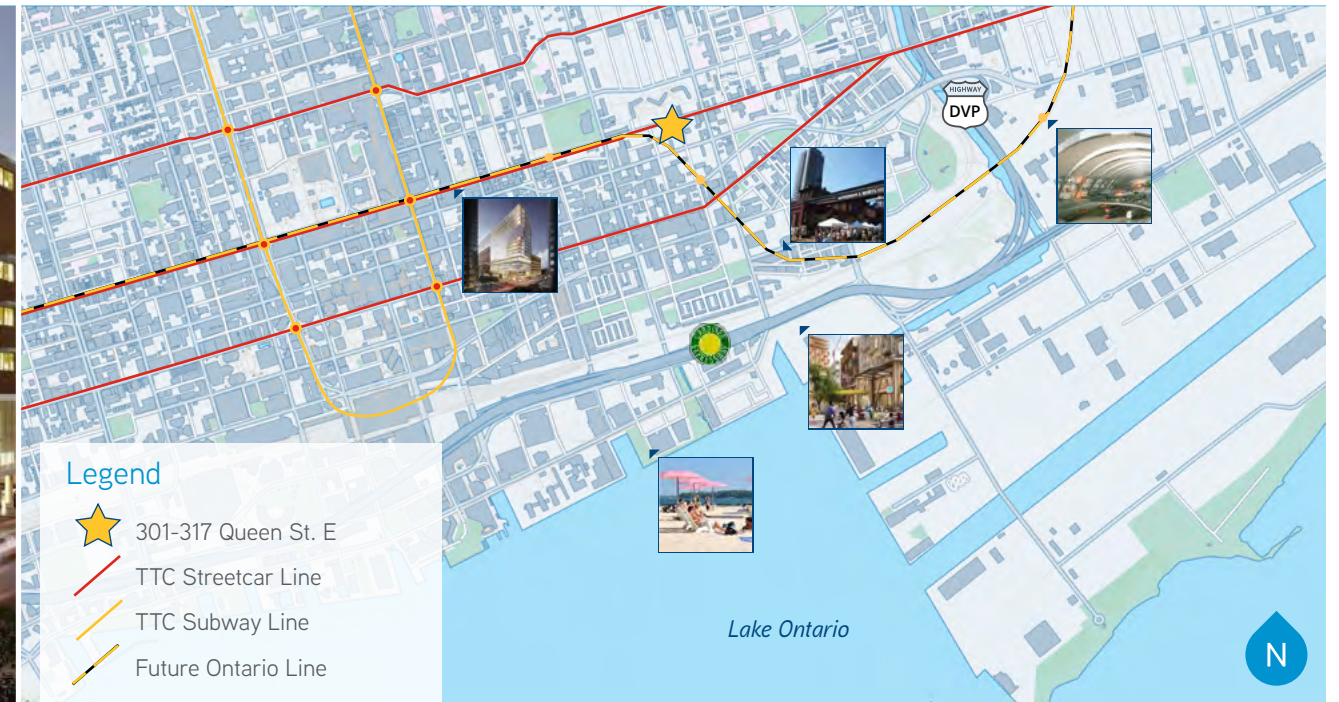 HIGHWAY
DVP
Legend
301-317 Queen St. E
TTC Streetcar Line
TTC Subway Line
Future Ontario Line
Lake Ontario
N